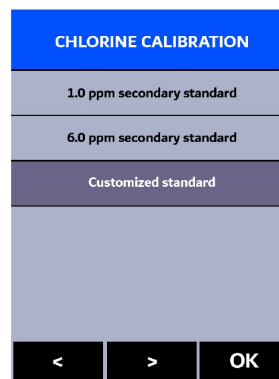 CHLORINE CALIBRATION
1.0 ppm secondary standard
6.0 ppm secondary standard
Customized standard
< > OK